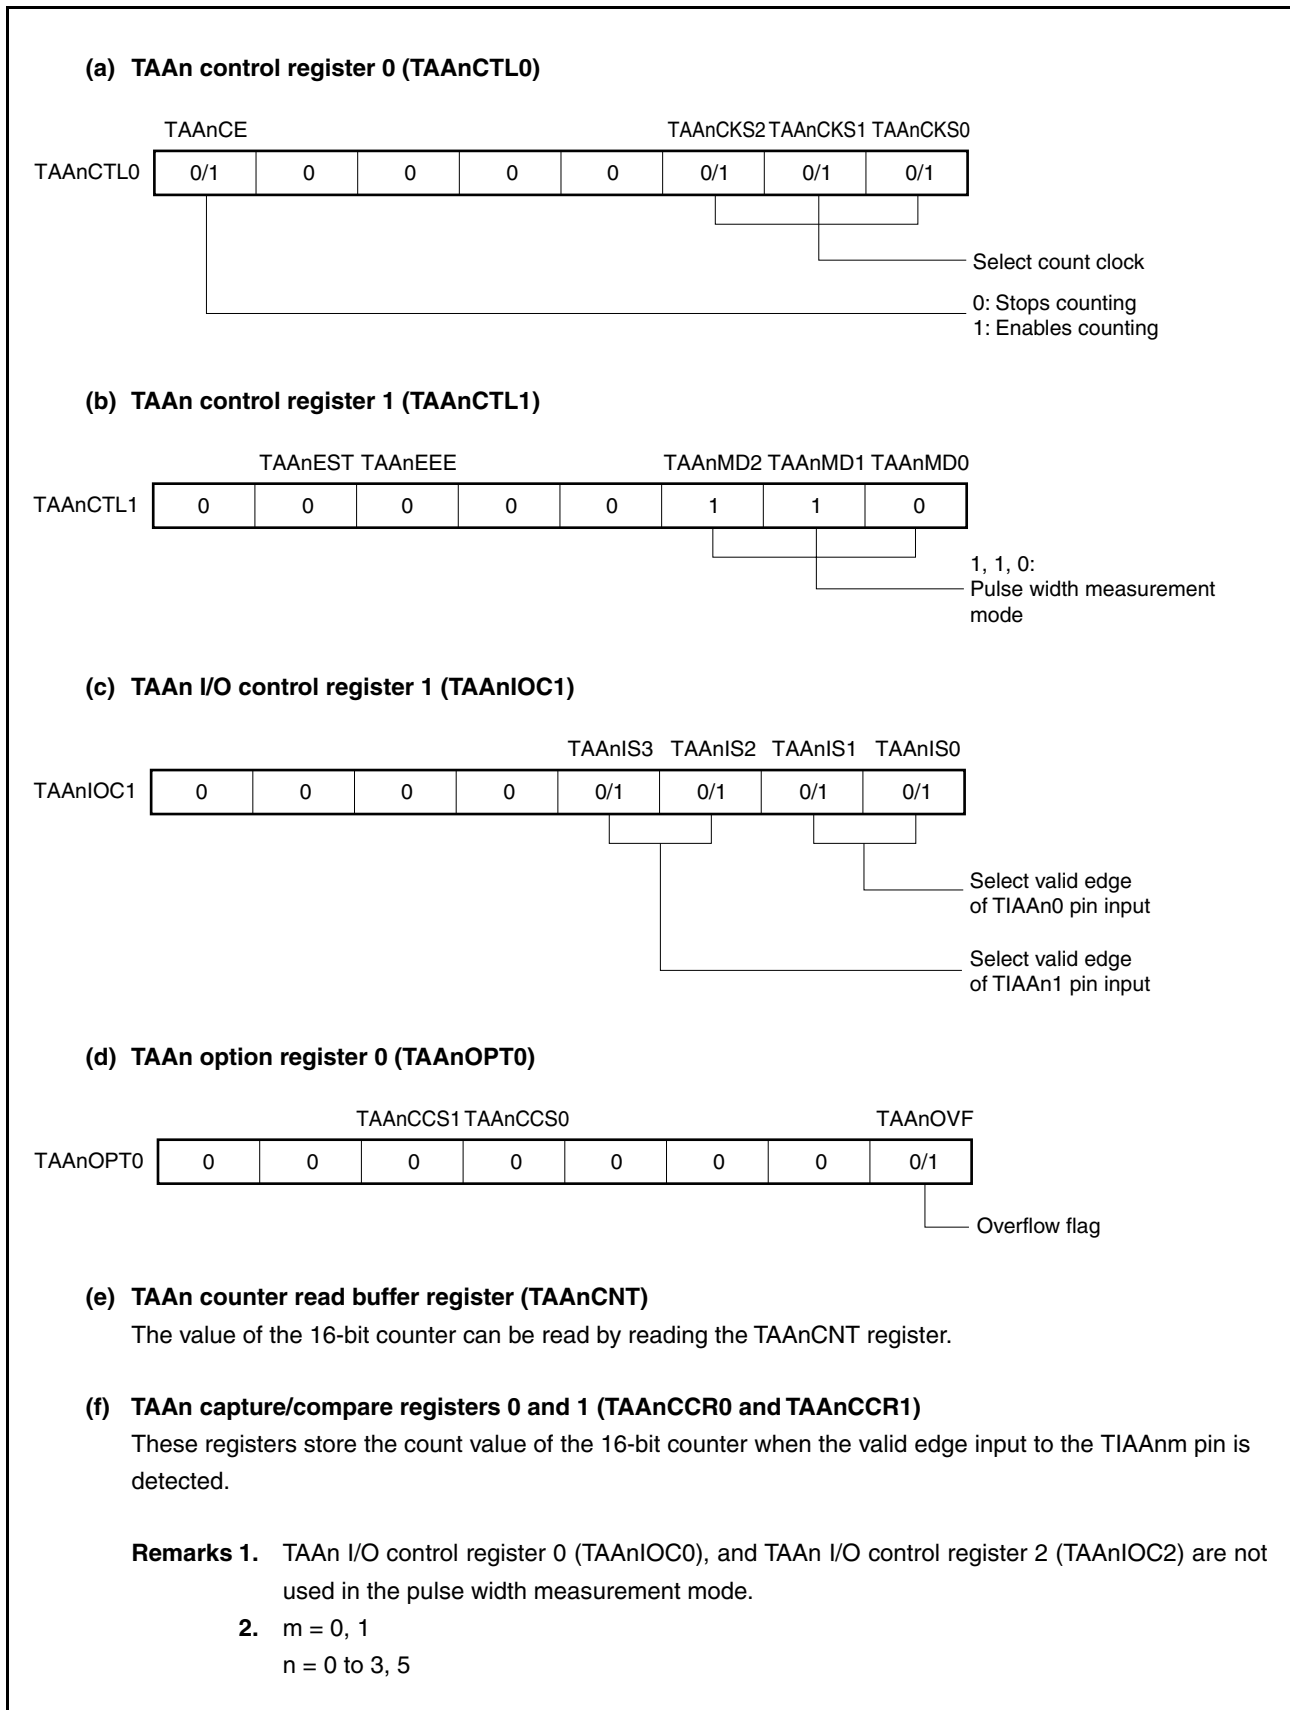 (a) TAAn control register 0 (TAAnCTL0)
TAAnCE TAAnCKS2 TAAnCKS1 TAAnCKS0
TAAnCTL0 0/1 0 0 0 0 0/1 0/1 0/1
Select count clock
0: Stops counting
1: Enables counting
(b) TAAn control register 1 (TAAnCTL1)
TAAnEST TAAnEEE TAAnMD2 TAAnMD1 TAAnMD0
TAAnCTL1 0 0 0 0 0 1 1 0
1, 1, 0:
Pulse width measurement
mode
(c) TAAn I/O control register 1 (TAAnIOC1)
TAAnIS3 TAAnIS2 TAAnIS1 TAAnIS0
TAAnIOC1 0 0 0 0 0/1 0/1 0/1 0/1
Select valid edge
of TIAAn0 pin input
Select valid edge
of TIAAn1 pin input
(d) TAAn option register 0 (TAAnOPT0)
TAAnCCS1 TAAnCCS0 TAAnOVF
TAAnOPT0 0 0 0 0 0 0 0 0/1
Overflow flag
(e) TAAn counter read buffer register (TAAnCNT)
The value of the 16-bit counter can be read by reading the TAAnCNT register.
(f) TAAn capture/compare registers 0 and 1 (TAAnCCR0 and TAAnCCR1)
These registers store the count value of the 16-bit counter when the valid edge input to the TIAAnm pin is
detected.
Remarks 1. TAAn I/O control register 0 (TAAnIOC0), and TAAn I/O control register 2 (TAAnIOC2) are not
used in the pulse width measurement mode.
2. m = 0, 1
n = 0 to 3, 5